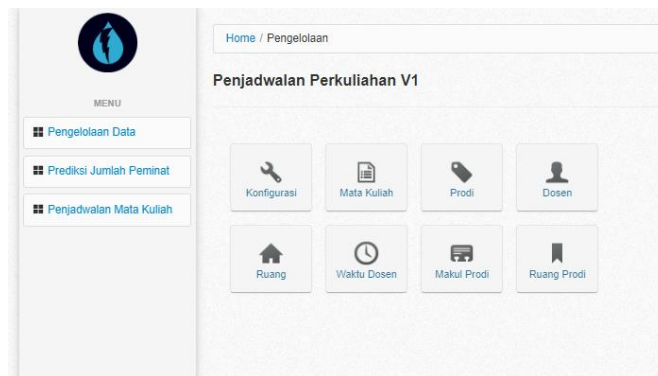 Home / Pengelolaan
Penjadwalan Perkuliahan V1
MENU
Pengelolaan Data
Prediksi Jumlah Peminat
Penjadwalan Mata Kuliah
Konfigurasi
Mata Kuliah
Prodi
Dosen
Ruang
Waktu Dosen
Makul Prodi
Ruang Prodi